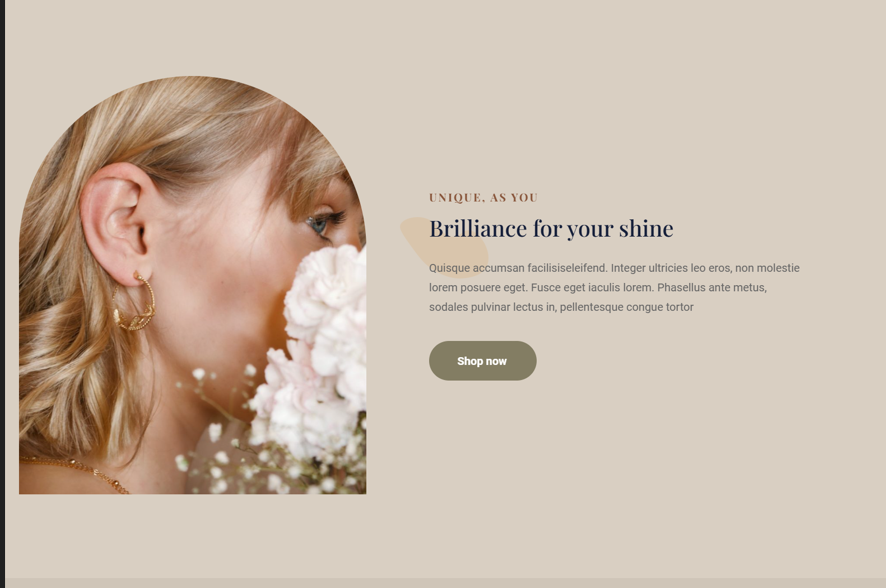 UNIQUE, AS YOU
Brilliance for your shine
Quisque accumsan facilisiseleifend. Integer ultricies leo eros, non molestie
lorem posuere eget. Fusce eget iaculis lorem. Phasellus ante metus,
sodales pulvinar lectus in, pellentesque congue tortor
Shop now